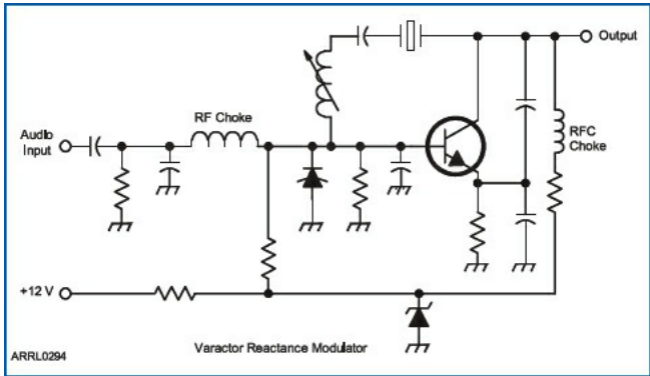 Output
RF Choke
Audio
Input
RFC
Choke
+12 V
Varactor Reactance Modulator
ARRL0294